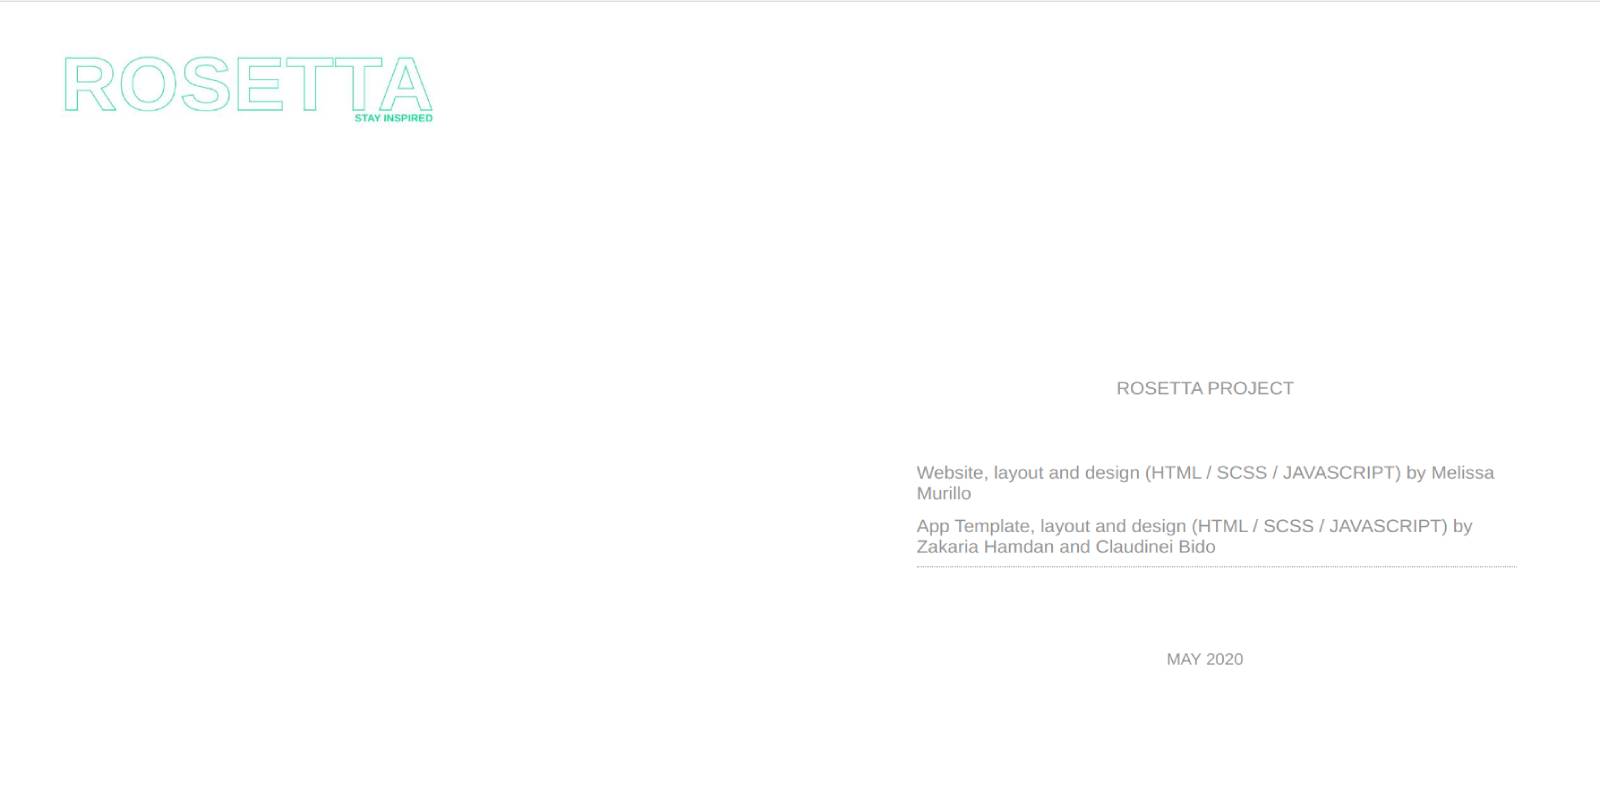 ROSETTA
STAY INSPIRED
ROSETTA PROJECT
Website, layout and design (HTML / SCSS / JAVASCRIPT) by Melissa
Murillo
App Template, layout and design (HTML / SCSS / JAVASCRIPT) by
Zakaria Hamdan and Claudinei Bido
MAY 2020